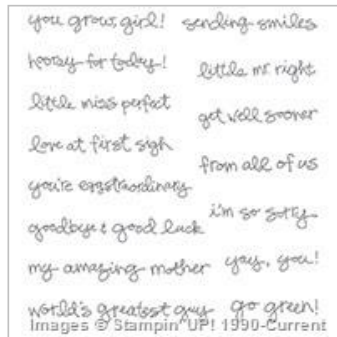 you grow, girl!
sending smiles
hooray for today!
little mr right
little miss perfect
get well sooner
love at first sigh
from all of us
you're eggstraordinary
i'm so sorry
goodbye & good luck
yay, you!
my amazing mother
go green!
world's greatest guy
Images © Stampin' UP! 1990-Current